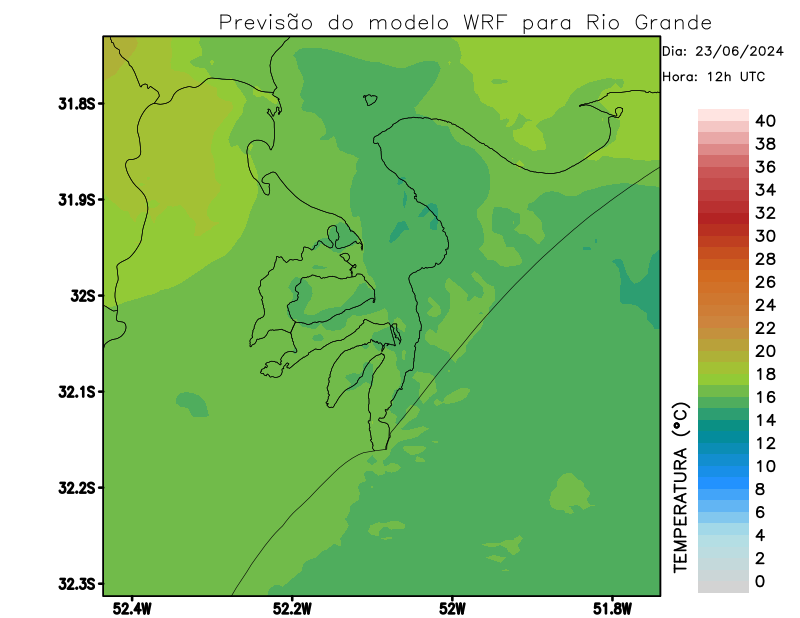 Previsão do modelo WRF para Rio Grande
Dia: 23/06/2024
Hora: 12h UTC
31.8S
31.9S
32S
32.1S
32.2S
32.3S
52.4W
52.2W
52W
51.8W
TEMPERATURA (°C)
40
38
36
34
32
30
28
26
24
22
20
18
16
14
12
10
8
6
4
2
0